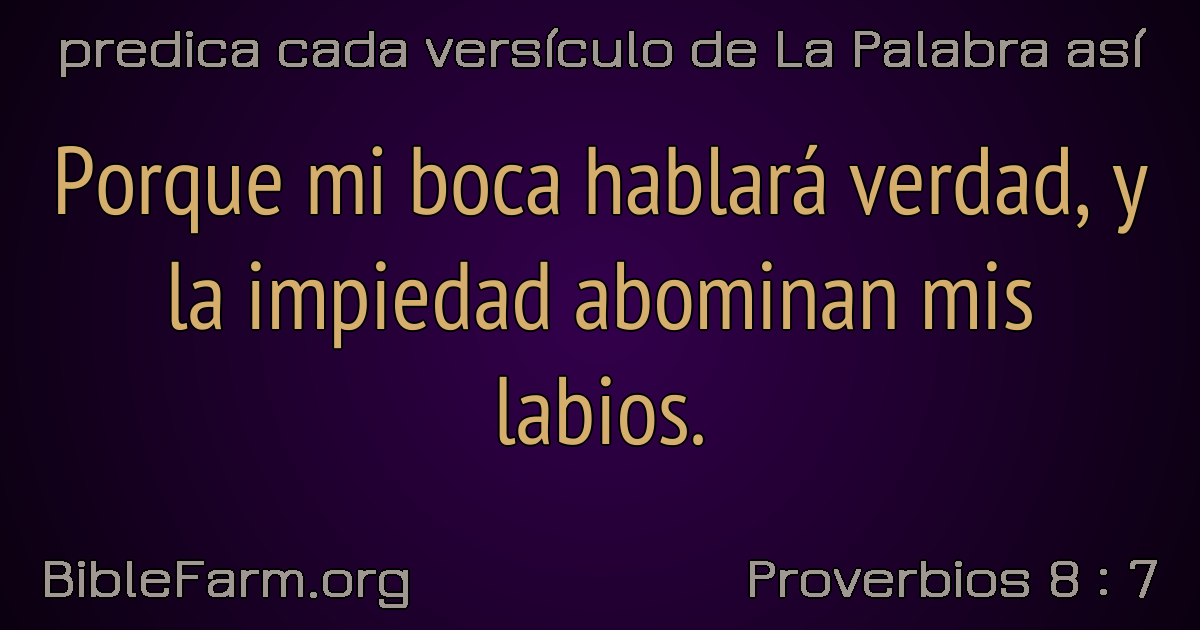 predica cada versículo de La Palabra así
Porque mi boca hablará verdad, y
la impiedad abominan mis
labios.
BibleFarm.org
Proverbios 8 : 7